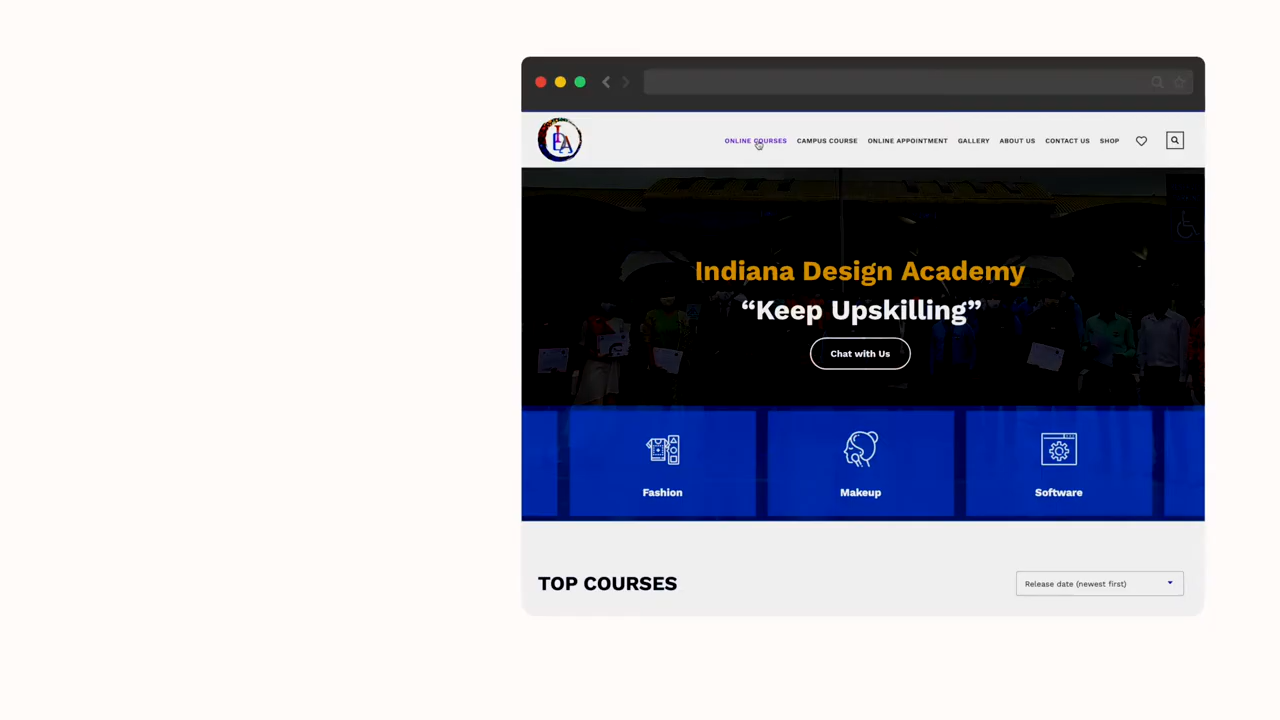 IDA
ONLINE COURSES CAMPUS COURSE ONLINE APPOINTMENT GALLERY ABOUT US CONTACT US SHOP
Indiana Design Academy
“Keep Upskilling”
Chat with Us
Fashion Makeup Software
TOP COURSES Release date (newest first)